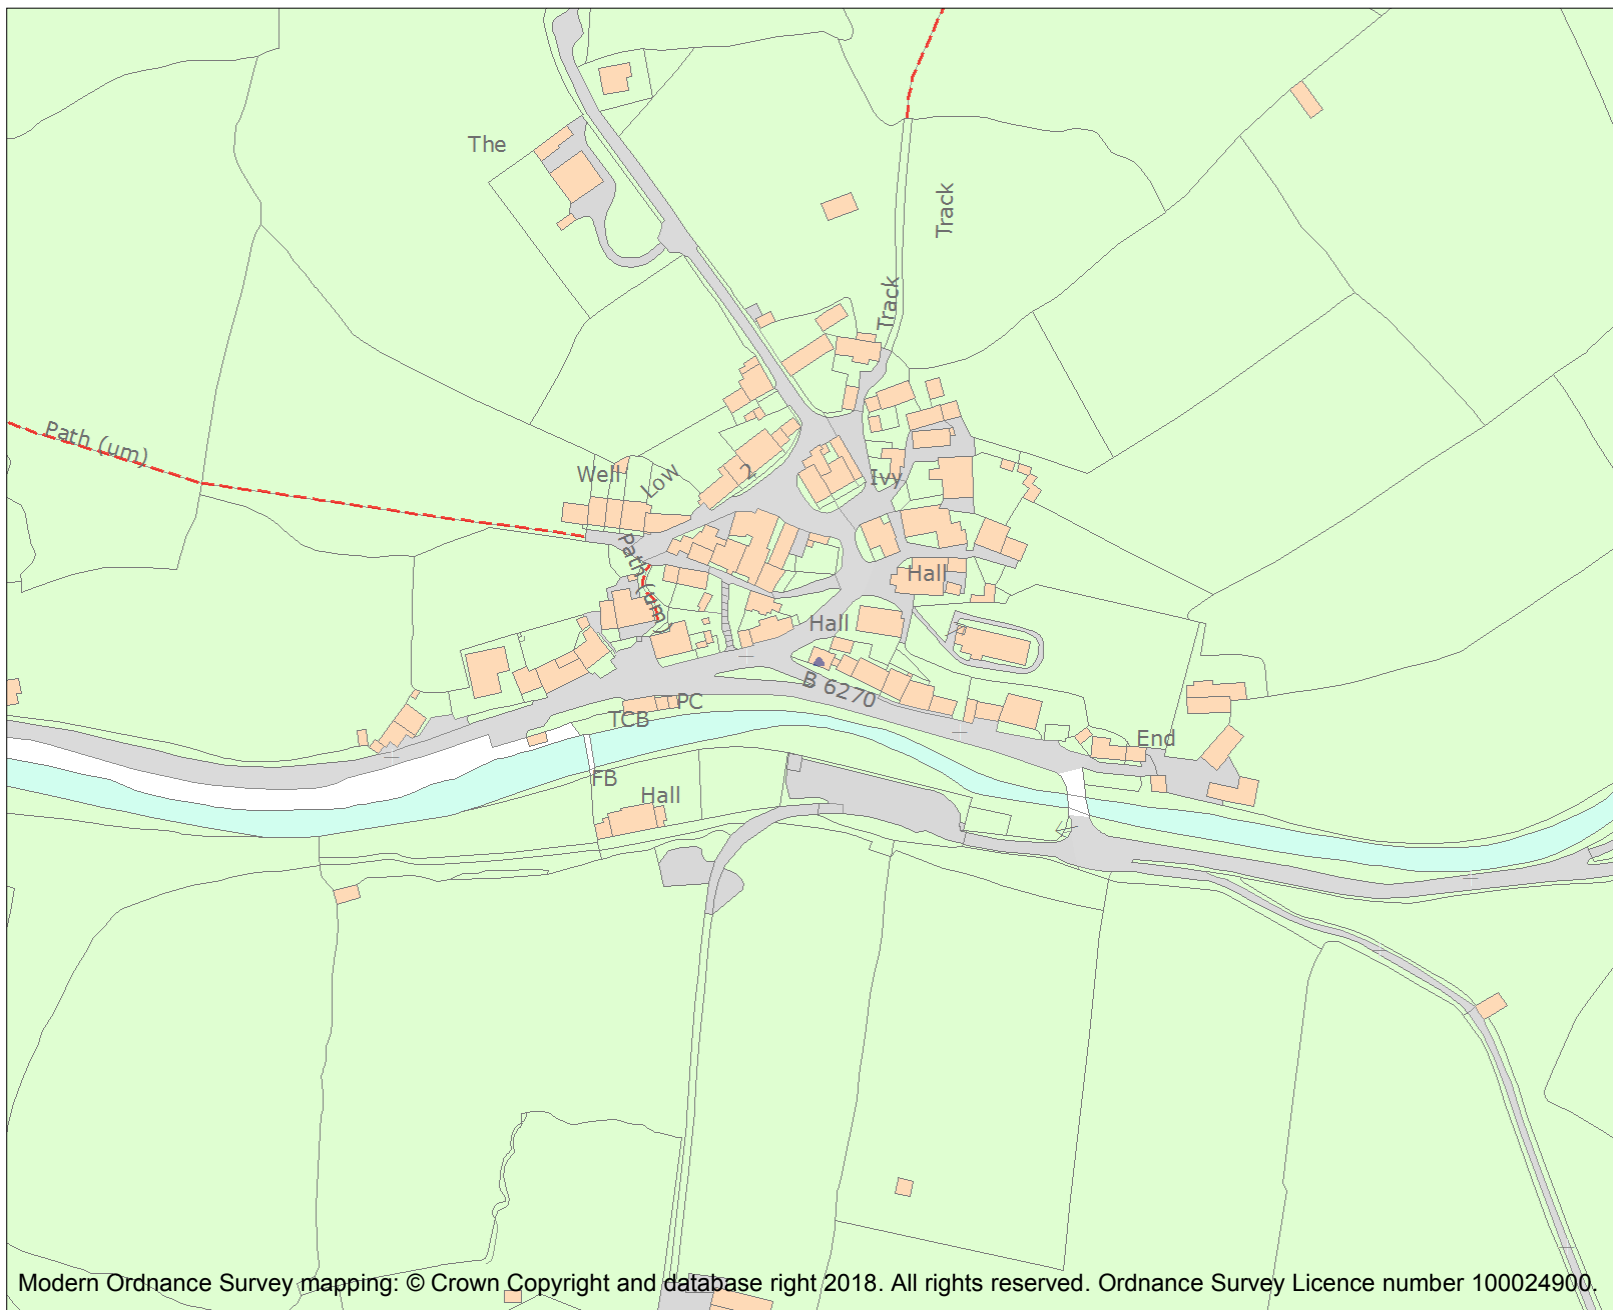 The
Track
Track
Path (um)
Well
Low
2
Ivy
Path (um)
Hall
Hall
B 6270
PC
TCB
End
FB
Hall
Modern Ordnance Survey mapping: © Crown Copyright and database right 2018. All rights reserved. Ordnance Survey Licence number 100024900.